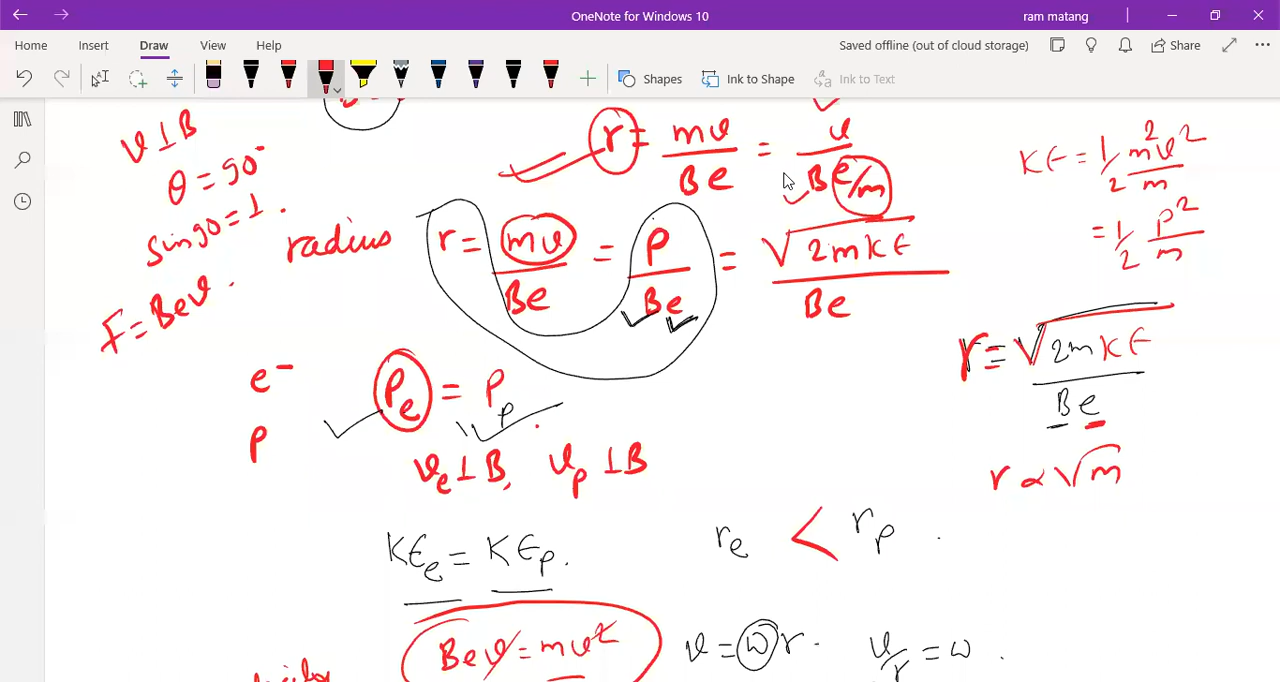 OneNote for Windows 10
ram matang
Home Insert Draw View Help
Saved offline (out of cloud storage)
Share
Shapes
Ink to Shape
Ink to Text
v ⊥ B
θ = 90°
sin 90 = 1.
F = Bev.
r = mv/Be = v/(B e/m)
radius r = mv/Be = p/Be = √(2mKE)/Be
KE = 1/2 m²v²/m
= 1/2 p²/m
r = √(2mKE)/Be
r ∝ √m
e⁻
p
Pe = Pp
ve ⊥ B, vp ⊥ B
KEe = KEp.
re < rp.
Bev = mv²
v = ωr.
v/r = ω.